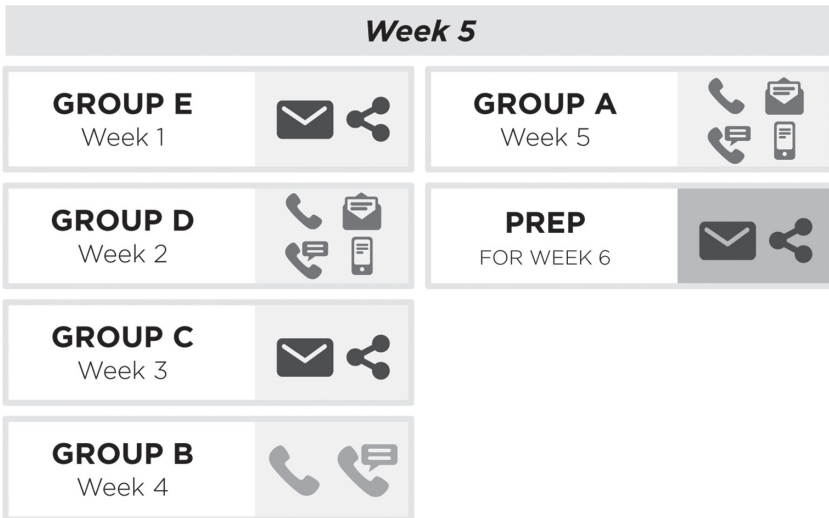 Week 5
GROUP E
Week 1
GROUP D
Week 2
GROUP C
Week 3
GROUP B
Week 4
GROUP A
Week 5
PREP
FOR WEEK 6